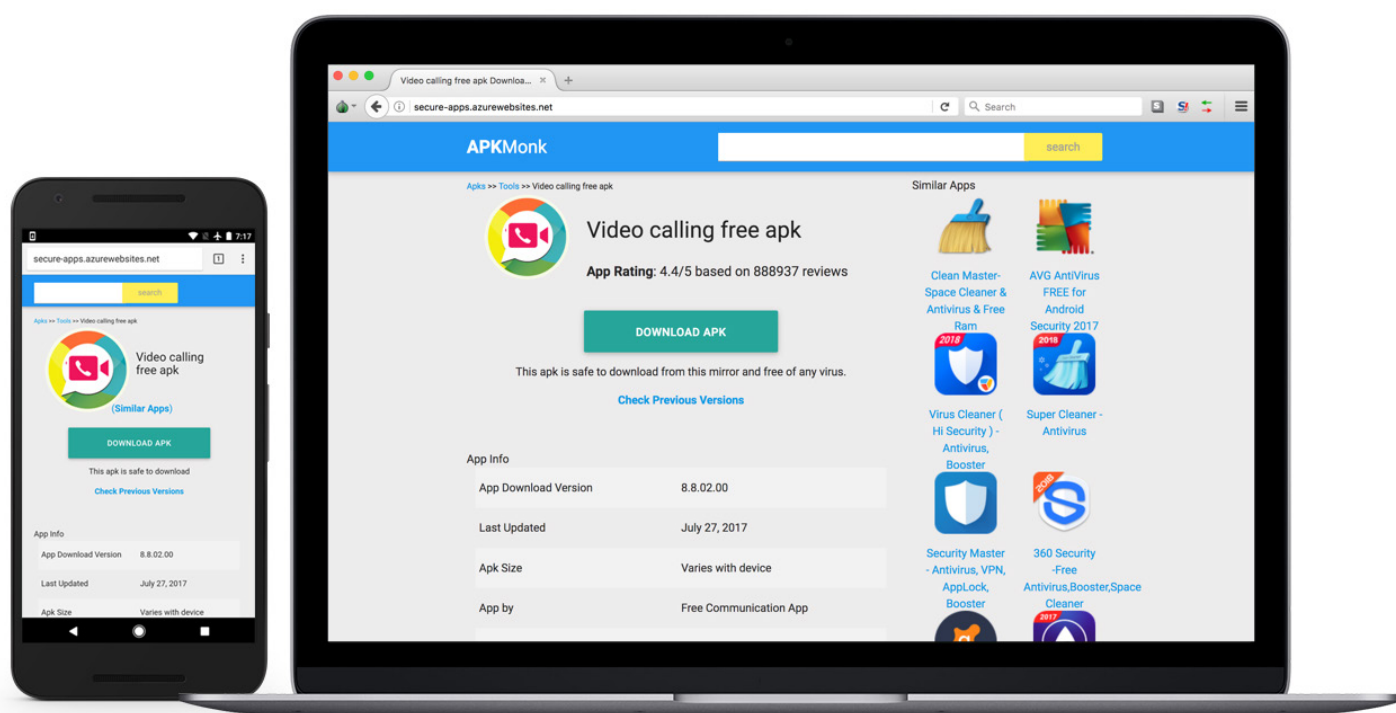 7:17
secure-apps.azurewebsites.net
1
search
Apks >> Tools >> Video calling free apk
Video calling
free apk
(Similar Apps)
DOWNLOAD APK
This apk is safe to download
Check Previous Versions
App Info
App Download Version 8.8.02.00
Last Updated July 27, 2017
Apk Size Varies with device
Video calling free apk Downloa...
secure-apps.azurewebsites.net
Search
APKMonk
search
Apks >> Tools >> Video calling free apk
Video calling free apk
App Rating: 4.4/5 based on 888937 reviews
DOWNLOAD APK
This apk is safe to download from this mirror and free of any virus.
Check Previous Versions
App Info
App Download Version 8.8.02.00
Last Updated July 27, 2017
Apk Size Varies with device
App by Free Communication App
Similar Apps
Clean Master-
Space Cleaner &
Antivirus & Free
Ram
AVG AntiVirus
FREE for
Android
Security 2017
2018
Virus Cleaner (
Hi Security ) -
Antivirus,
Booster
2018
Super Cleaner -
Antivirus
Security Master
- Antivirus, VPN,
AppLock,
Booster
2018
360 Security
-Free
Antivirus,Booster,Space
Cleaner
2017